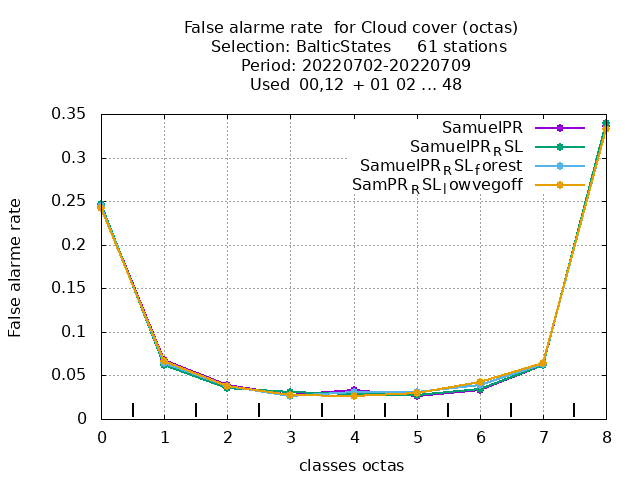 False alarme rate  for Cloud cover (octas)
Selection: BalticStates     61 stations
Period: 20220702-20220709
Used  00,12  + 01 02 ... 48
0.35
0.3
0.25
0.2
0.15
0.1
0.05
0
False alarme rate
SamuelPR
SamuelPR_RSL
SamuelPR_RSL_forest
SamPR_RSL_lowvegoff
0 1 2 3 4 5 6 7 8
classes octas